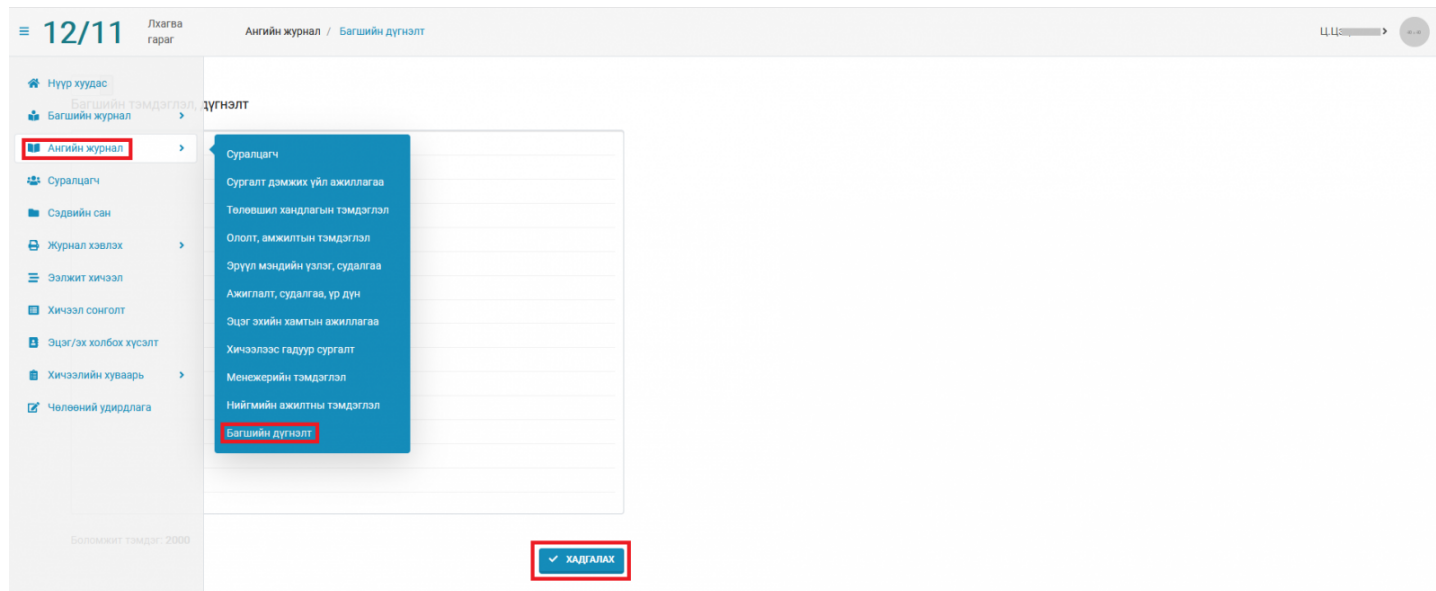 12/11
Лхагва
гараг
Ангийн журнал / Багшийн дүгнэлт
Нүүр хуудас
Багшийн тэмдэглэл, дүгнэлт
Багшийн журнал
Ангийн журнал
Суралцагч
Сэдвийн сан
Журнал хэвлэх
Ээлжит хичээл
Хичээл сонголт
Эцэг/эх холбох хүсэлт
Хичээлийн хуваарь
Чөлөөний удирдлага
Суралцагч
Сургалт дэмжих үйл ажиллагаа
Төлөвшил хандлагын тэмдэглэл
Ололт, амжилтын тэмдэглэл
Эрүүл мэндийн үзлэг, судалгаа
Ажиглалт, судалгаа, үр дүн
Эцэг эхийн хамтын ажиллагаа
Хичээлээс гадуур сургалт
Менежерийн тэмдэглэл
Нийгмийн ажилтны тэмдэглэл
Багшийн дүгнэлт
Боломжит тэмдэг: 2000
ХАДГАЛАХ